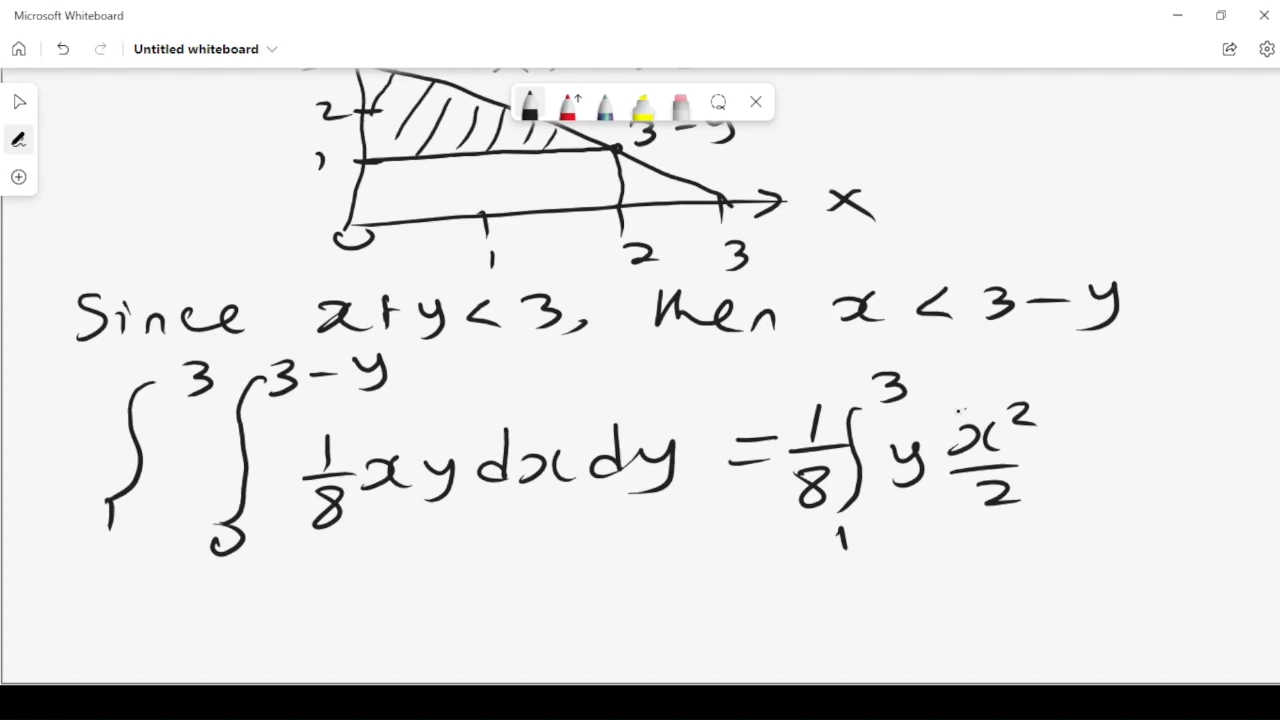 Microsoft Whiteboard
Untitled whiteboard
2
3-y
1
x
0
1
2
3
Since x+y<3, then x < 3-y
∫₁³ ∫₀^{3-y} 1/8 xy dx dy = 1/8 ∫₁³ y x²/2